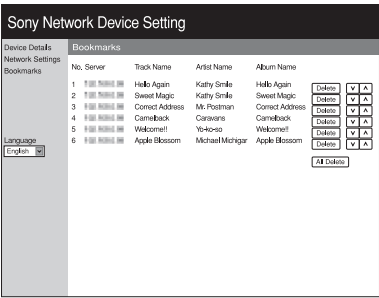 Sony Network Device Setting
Device Details
Network Settings
Bookmarks
Language
English
Bookmarks
No. Server Track Name Artist Name Album Name
1 Hello Again Kathy Smile Hello Again Delete v ʌ
2 Sweet Magic Kathy Smile Sweet Magic Delete v ʌ
3 Correct Address Mr. Postman Correct Address Delete v ʌ
4 Camelback Caravans Camelback Delete v ʌ
5 Welcome!! Yo-ko-so Welcome!! Delete v ʌ
6 Apple Blossom Michael Michigar Apple Blossom Delete v ʌ
All Delete